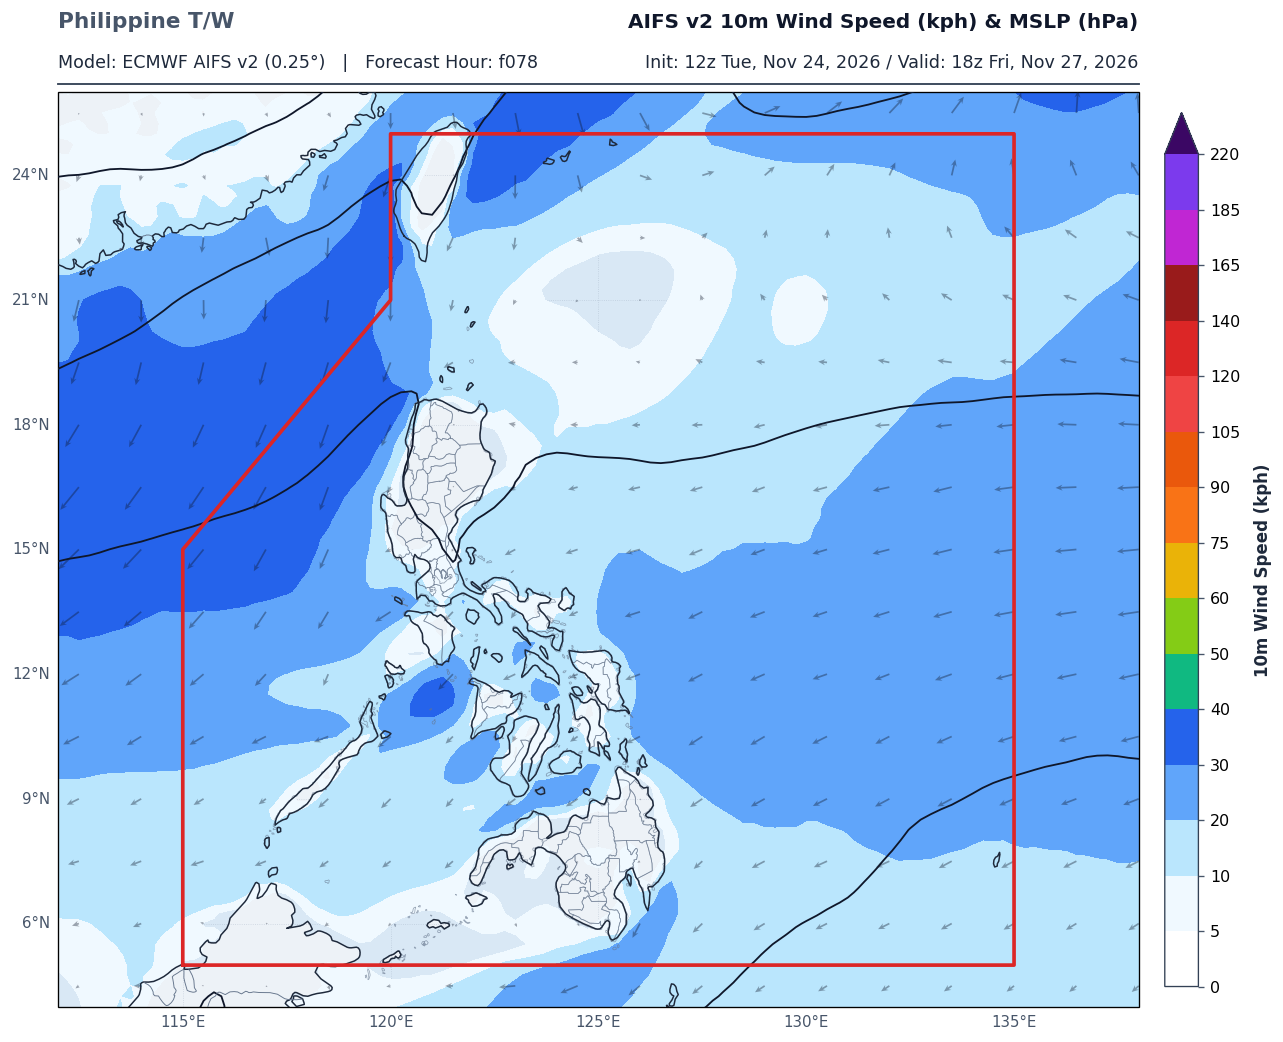 Philippine T/W
AIFS v2 10m Wind Speed (kph) & MSLP (hPa)
Model: ECMWF AIFS v2 (0.25°)   |   Forecast Hour: f078
Init: 12z Tue, Nov 24, 2026 / Valid: 18z Fri, Nov 27, 2026
24°N
21°N
18°N
15°N
12°N
9°N
6°N
115°E
120°E
125°E
130°E
135°E
220
185
165
140
120
105
90
75
60
50
40
30
20
10
5
0
10m Wind Speed (kph)